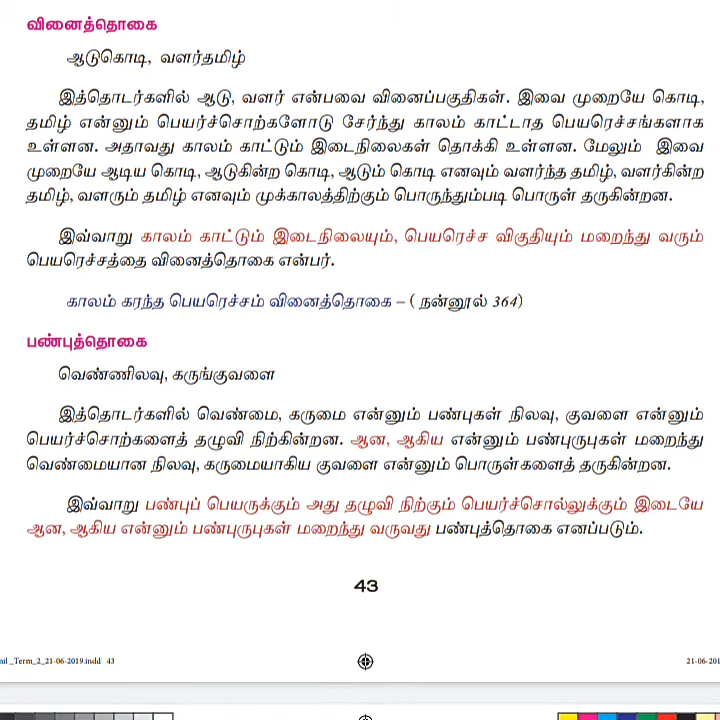 வினைத்தொகை
ஆடுகொடி, வளர்தமிழ்
இத்தொடர்களில் ஆடு, வளர் என்பவை வினைப்பகுதிகள். இவை முறையே கொடி,
தமிழ் என்னும் பெயர்ச்சொற்களோடு சேர்ந்து காலம் காட்டாத பெயரெச்சங்களாக
உள்ளன. அதாவது காலம் காட்டும் இடைநிலைகள் தொக்கி உள்ளன. மேலும் இவை
முறையே ஆடிய கொடி, ஆடுகின்ற கொடி, ஆடும் கொடி எனவும் வளர்ந்த தமிழ், வளர்கின்ற
தமிழ், வளரும் தமிழ் எனவும் முக்காலத்திற்கும் பொருந்தும்படி பொருள் தருகின்றன.
இவ்வாறு காலம் காட்டும் இடைநிலையும், பெயரெச்ச விகுதியும் மறைந்து வரும்
பெயரெச்சத்தை வினைத்தொகை என்பர்.
காலம் கரந்த பெயரெச்சம் வினைத்தொகை – ( நன்னூல் 364)
பண்புத்தொகை
வெண்ணிலவு, கருங்குவளை
இத்தொடர்களில் வெண்மை, கருமை என்னும் பண்புகள் நிலவு, குவளை என்னும்
பெயர்ச்சொற்களைத் தழுவி நிற்கின்றன. ஆன, ஆகிய என்னும் பண்புருபுகள் மறைந்து
வெண்மையான நிலவு, கருமையாகிய குவளை என்னும் பொருள்களைத் தருகின்றன.
இவ்வாறு பண்புப் பெயருக்கும் அது தழுவி நிற்கும் பெயர்ச்சொல்லுக்கும் இடையே
ஆன, ஆகிய என்னும் பண்புருபுகள் மறைந்து வருவது பண்புத்தொகை எனப்படும்.
43
_Term_2_21-06-2019.indd 43